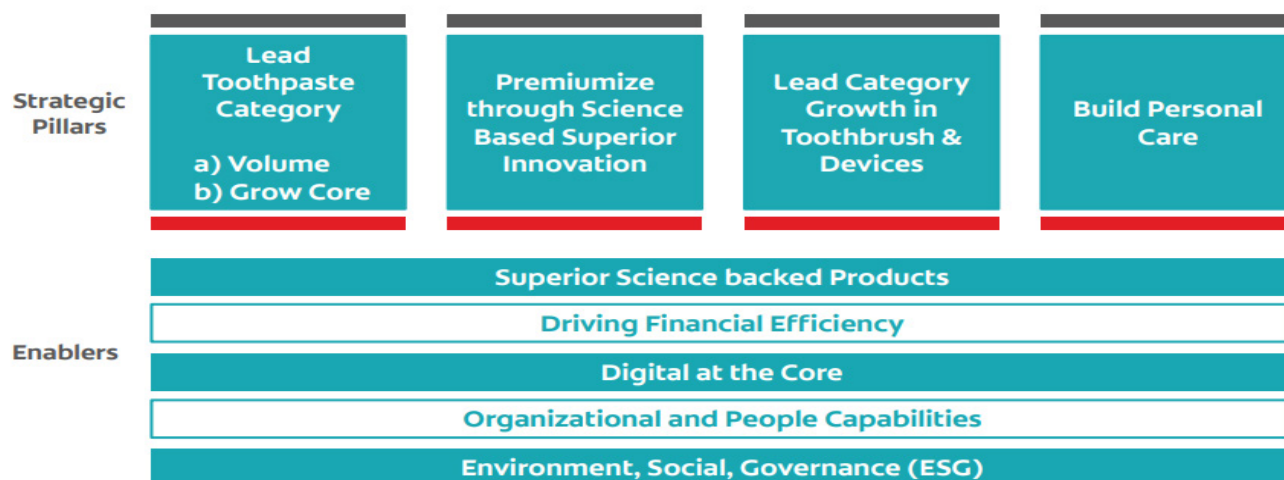 Strategic
Pillars
Lead
Toothpaste
Category
a) Volume
b) Grow Core
Premiumize
through Science
Based Superior
Innovation
Lead Category
Growth in
Toothbrush &
Devices
Build Personal
Care
Enablers
Superior Science backed Products
Driving Financial Efficiency
Digital at the Core
Organizational and People Capabilities
Environment, Social, Governance (ESG)